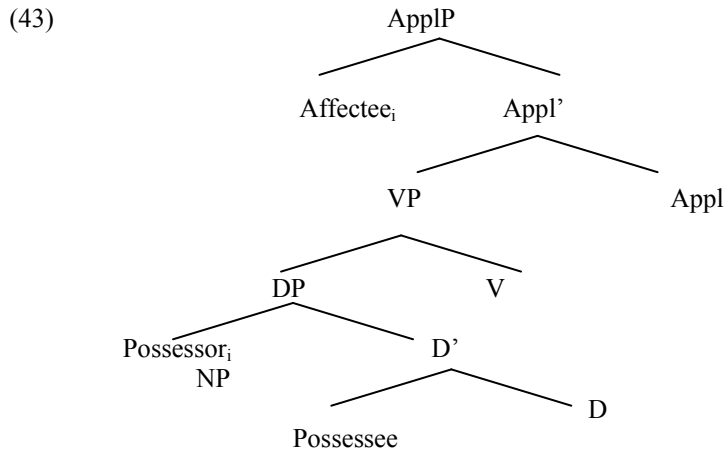 (43) ApplP
Affecteeᵢ Appl’
VP Appl
DP V
Possessorᵢ D’
NP D
Possessee